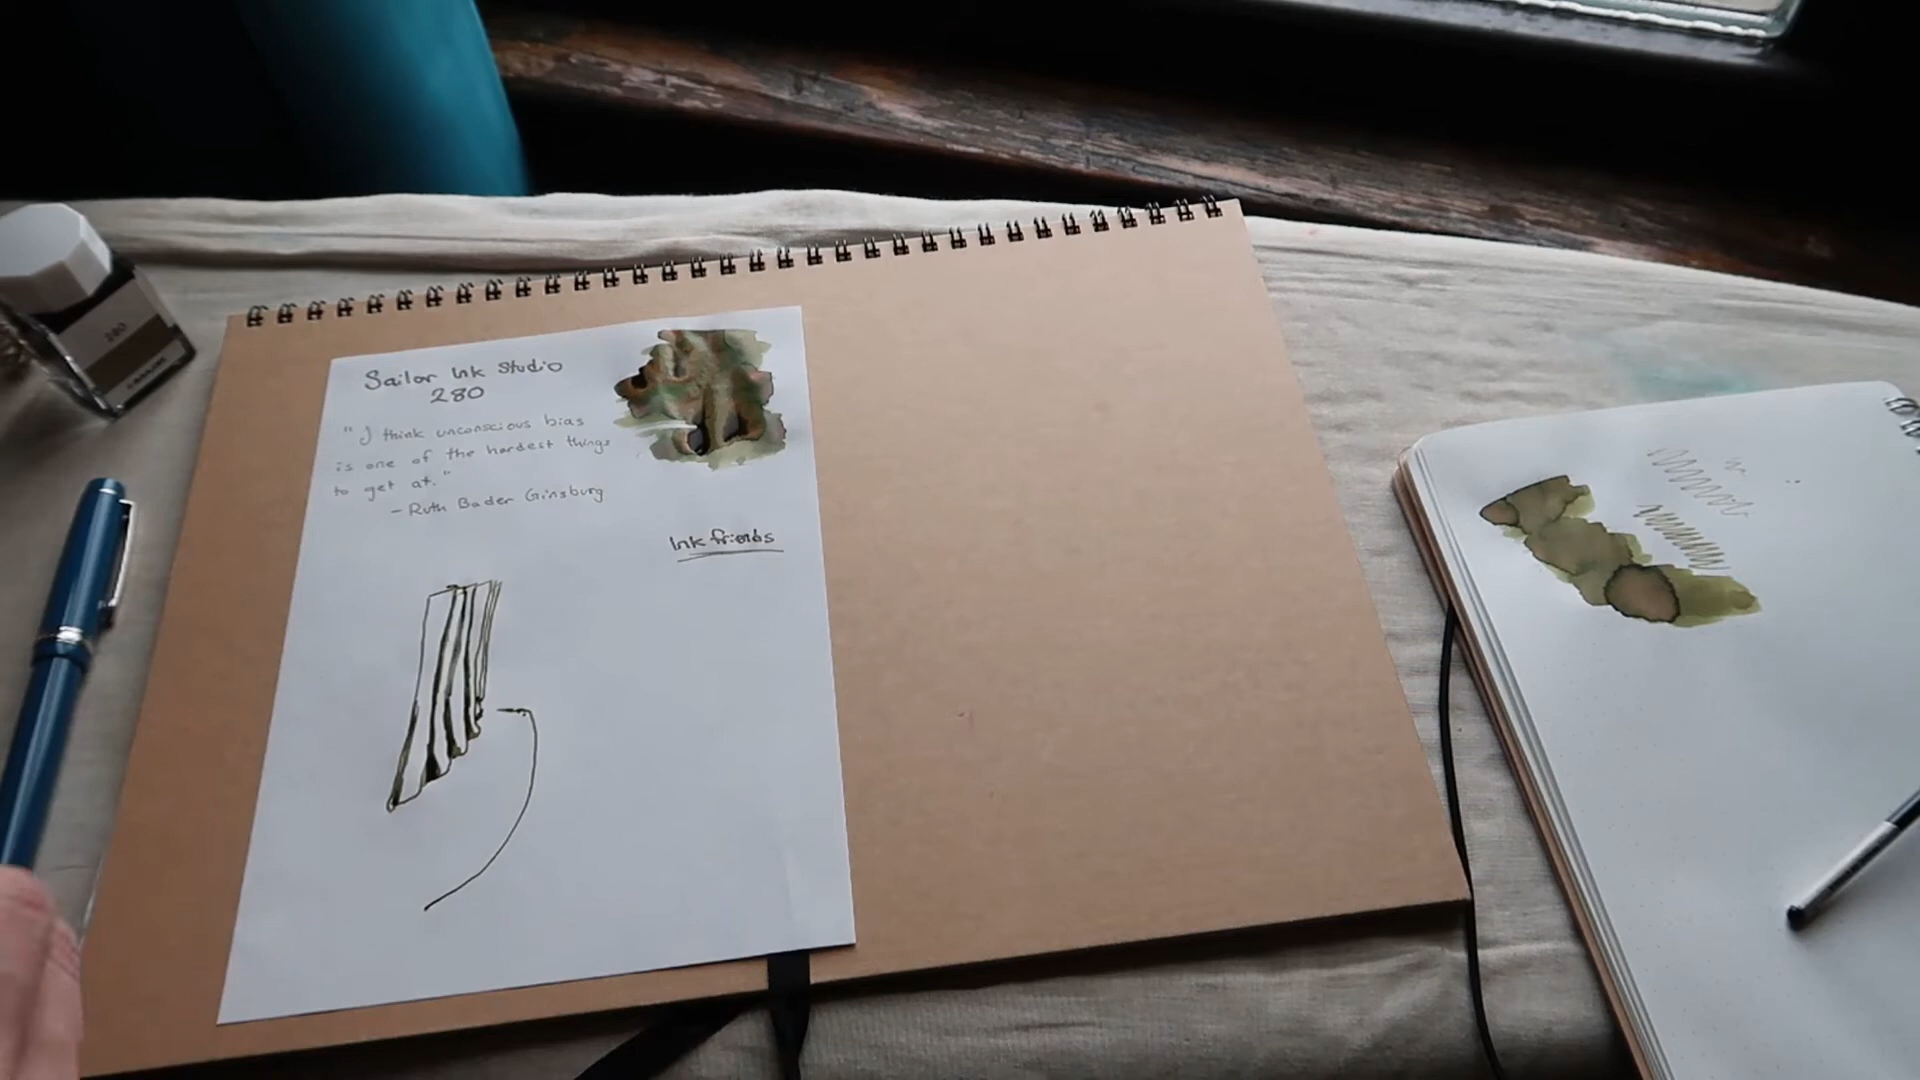 280
Sailor Ink Studio
280
"I think unconscious bias
is one of the hardest things
to get at."
- Ruth Bader Ginsburg
Ink friends